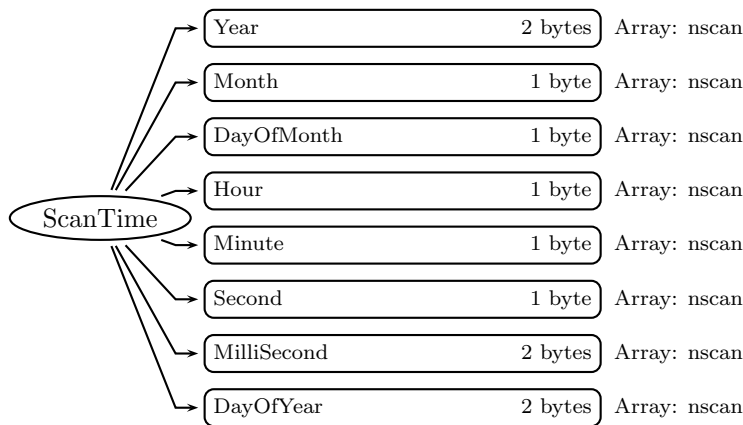 Year 2 bytes Array: nscan
Month 1 byte Array: nscan
DayOfMonth 1 byte Array: nscan
Hour 1 byte Array: nscan
ScanTime
Minute 1 byte Array: nscan
Second 1 byte Array: nscan
MilliSecond 2 bytes Array: nscan
DayOfYear 2 bytes Array: nscan